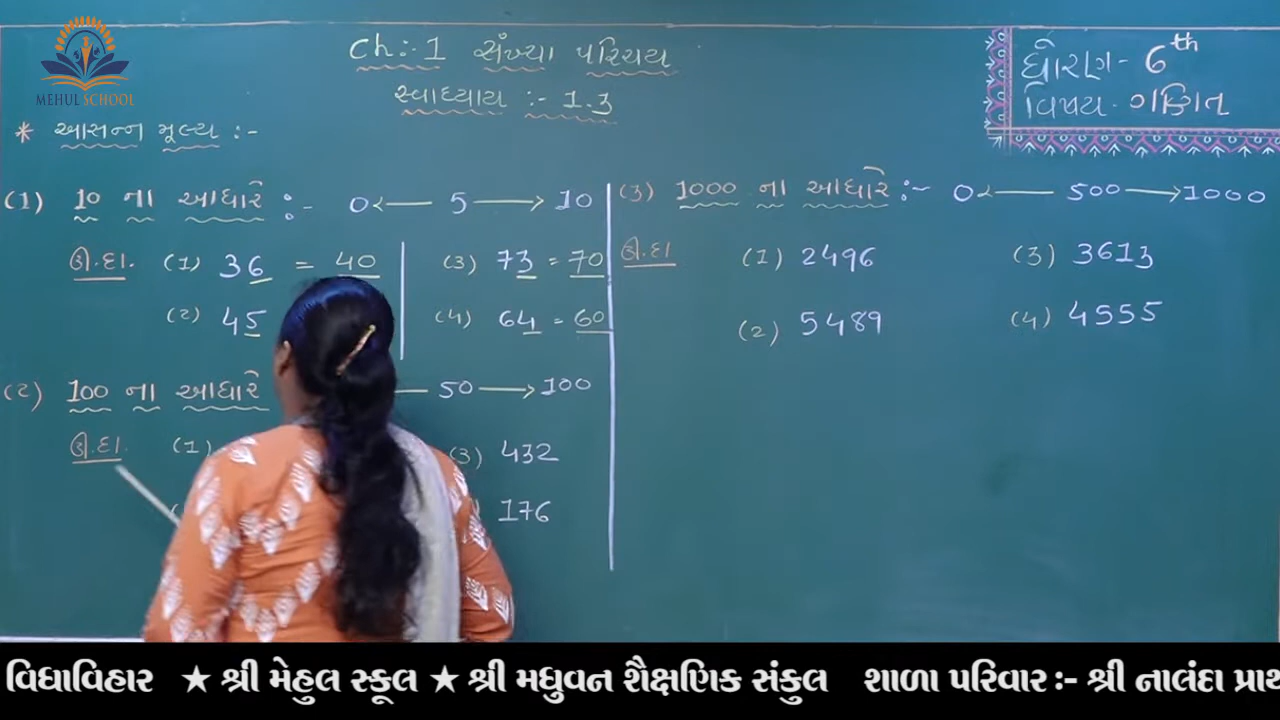 MEHUL SCHOOL
Ch:- 1 સંખ્યા પરિચય
સ્વાધ્યાય :- 1.3
ધોરણ - 6th
વિષય - ગણિત
* આસન્ન મૂલ્ય :-
(1) 10 ના આધારે :- 0 ← 5 → 10
ઉ.દા. (1) 36 = 40
(3) 73 = 70
(૨) 45
(4) 64 = 60
(૨) 100 ના આધારે
50 → 100
ઉ.દા. (1)
(3) 432
176
(3) 1000 ના આધારે :- 0 ← 500 → 1000
ઉ.દા (1) 2496 (3) 3613
(2) 5489 (4) 4555
વિધાવિહાર ★ શ્રી મેહુલ સ્કૂલ ★ શ્રી મધુવન શૈક્ષણિક સંકુલ શાળા પરિવાર :- શ્રી નાલંદા